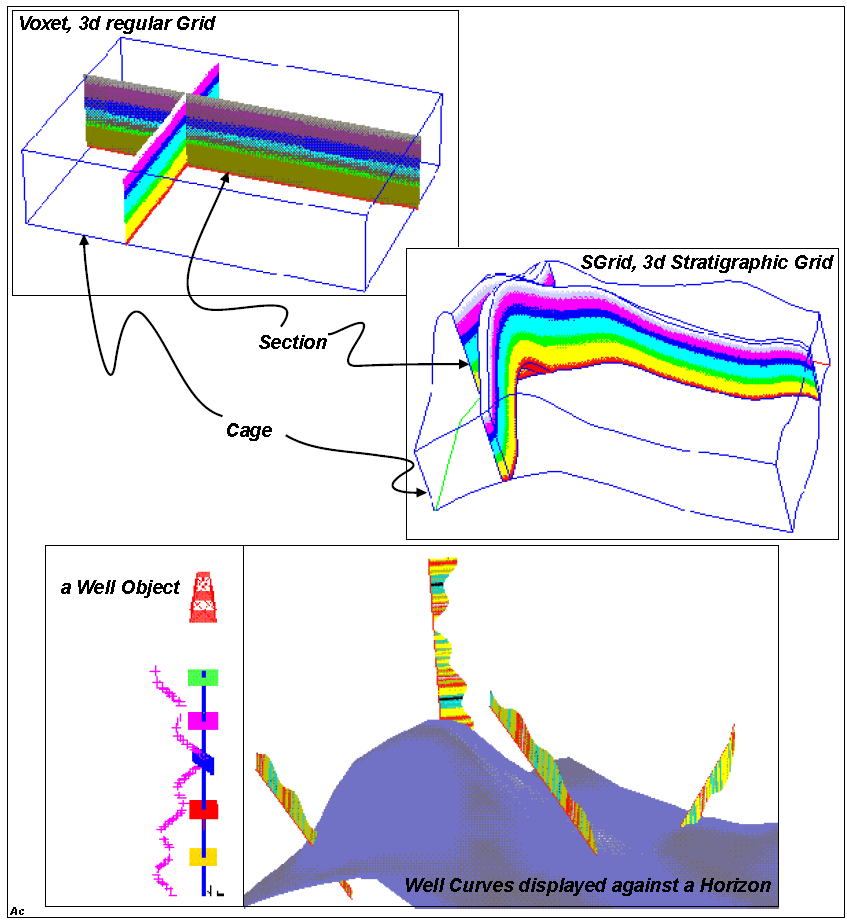 Voxet, 3d regular Grid
SGrid, 3d Stratigraphic Grid
Section
Cage
a Well Object
Well Curves displayed against a Horizon
Ac